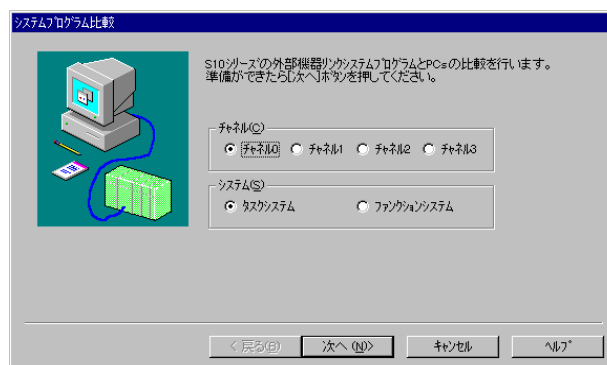 システムプログラム比較
S10シリーズの外部機器リンクシステムプログラムとPCsの比較を行います。
準備ができたら[次へ]ボタンを押してください。
チャネル(C)
チャネル0 チャネル1 チャネル2 チャネル3
システム(S)
タスクシステム ファンクションシステム
< 戻る(B) 次へ (N)> キャンセル ヘルプ